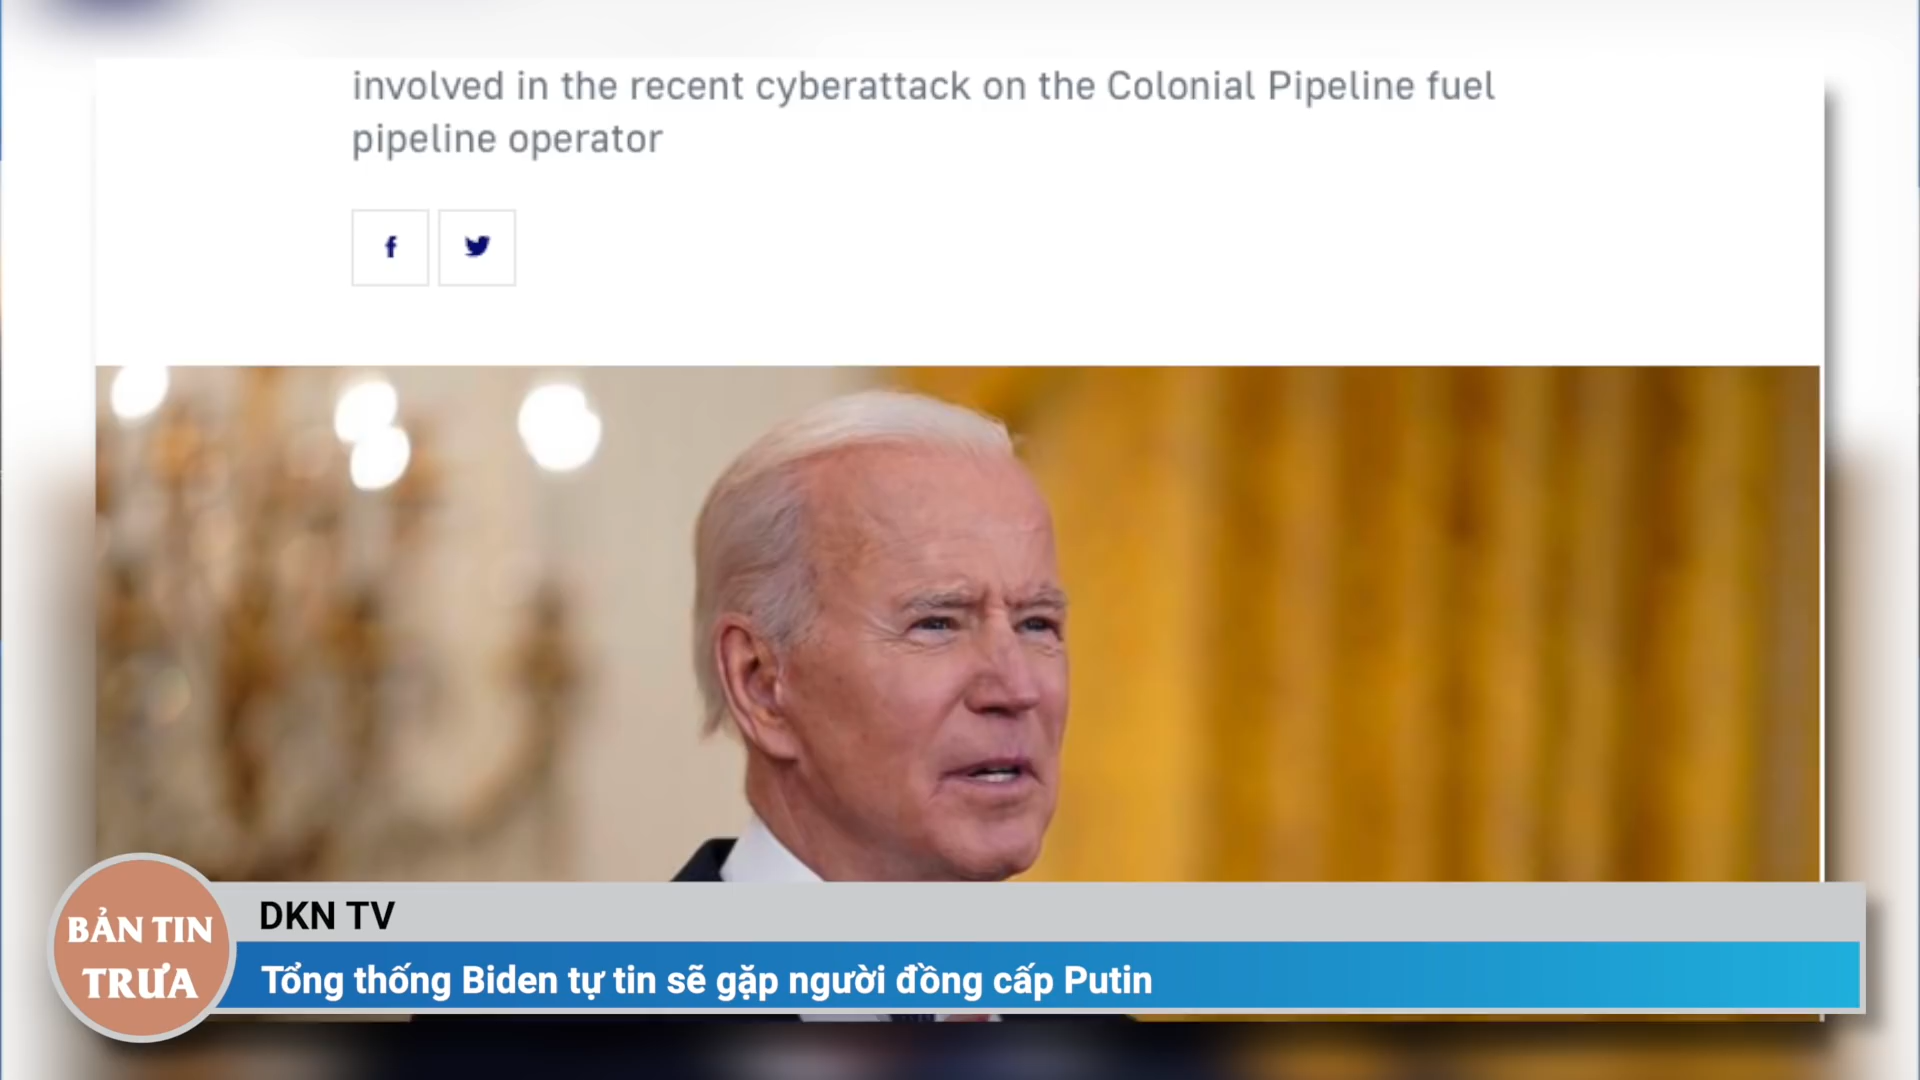 involved in the recent cyberattack on the Colonial Pipeline fuel
pipeline operator
f
DKN TV
BẢN TIN
TRƯA
Tổng thống Biden tự tin sẽ gặp người đồng cấp Putin